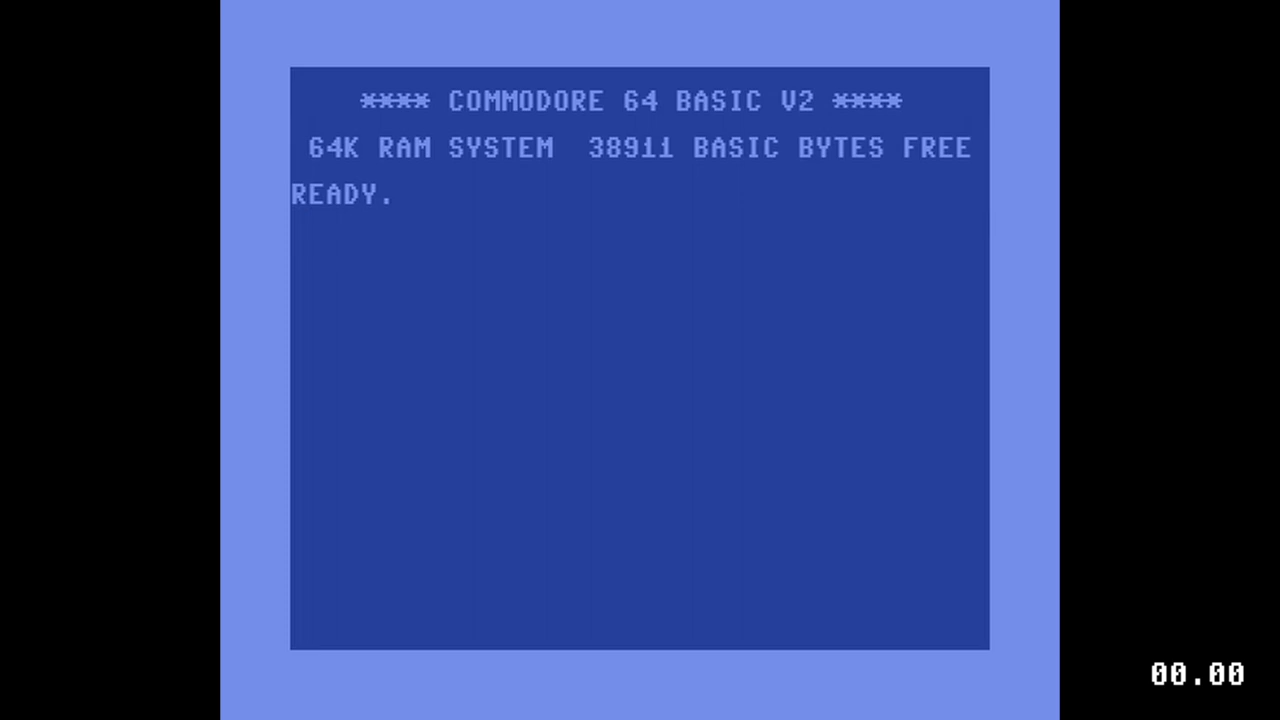 **** COMMODORE 64 BASIC V2 ****
64K RAM SYSTEM  38911 BASIC BYTES FREE
READY.
00.00